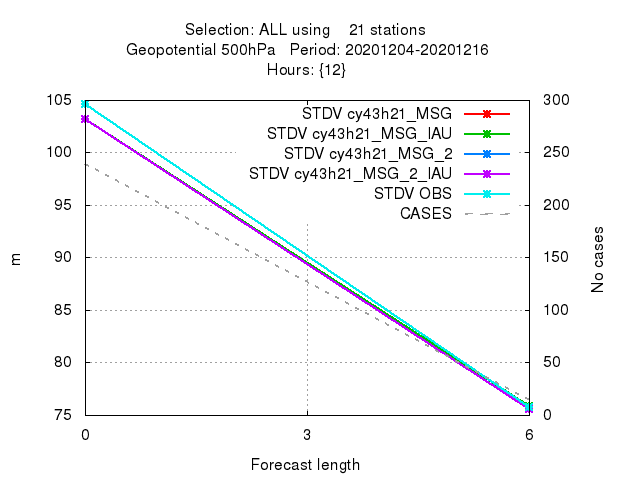 Selection: ALL using    21 stations
Geopotential 500hPa   Period: 20201204-20201216
Hours: {12}
105
100
95
90
85
80
75
300
250
200
150
100
50
0
STDV cy43h21_MSG
STDV cy43h21_MSG_IAU
STDV cy43h21_MSG_2
STDV cy43h21_MSG_2_IAU
STDV OBS
CASES
m
No cases
0 3 6
Forecast length